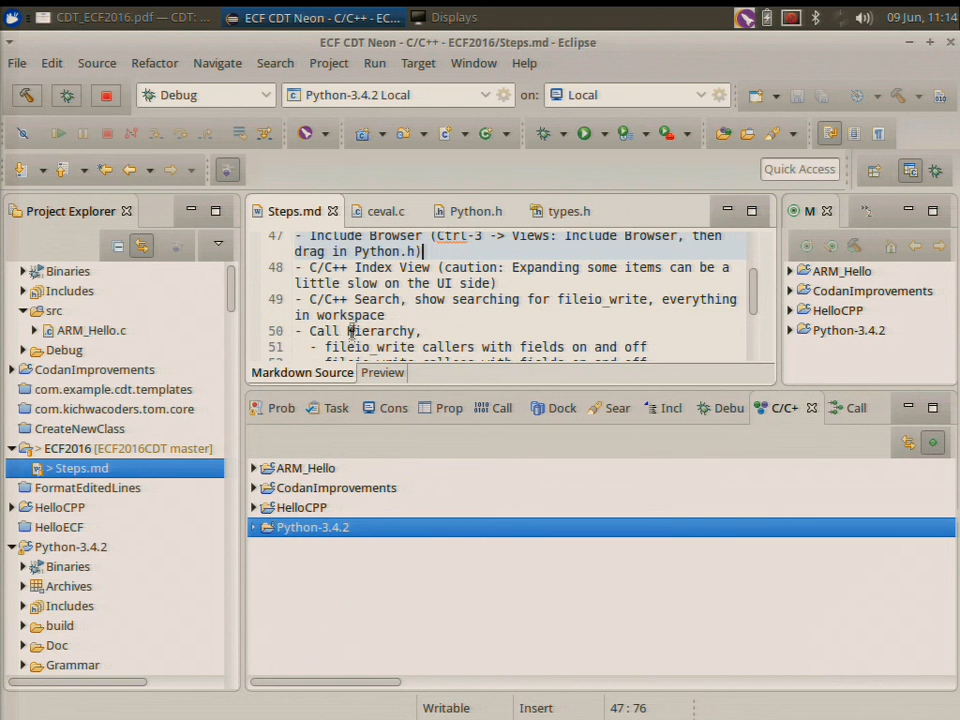 CDT_ECF2016.pdf — CDT: ...
ECF CDT Neon - C/C++ - EC...
Displays
09 Jun, 11:14
ECF CDT Neon - C/C++ - ECF2016/Steps.md - Eclipse
File Edit Source Refactor Navigate Search Project Run Target Window Help
Debug
Python-3.4.2 Local
on:
Local
010
Quick Access
Project Explorer
Steps.md
ceval.c
Python.h
types.h
M
47 - Include Browser (Ctrl-3 -> Views: Include Browser, then
drag in Python.h)
48 - C/C++ Index View (caution: Expanding some items can be a
little slow on the UI side)
49 - C/C++ Search, show searching for fileio_write, everything
in workspace
50 - Call Hierarchy,
51 - fileio_write callers with fields on and off
- fileio_write callees with fields on and off
Markdown Source
Preview
Binaries
Includes
src
ARM_Hello.c
Debug
CodanImprovements
com.example.cdt.templates
com.kichwacoders.tom.core
CreateNewClass
> ECF2016 [ECF2016CDT master]
> Steps.md
FormatEditedLines
HelloCPP
HelloECF
Python-3.4.2
Binaries
Archives
Includes
build
Doc
Grammar
ARM_Hello
CodanImprovements
HelloCPP
Python-3.4.2
Prob
Task
Cons
Prop
Call
Dock
Sear
Incl
Debu
C/C+
Call
ARM_Hello
CodanImprovements
HelloCPP
Python-3.4.2
Writable
Insert
47 : 76